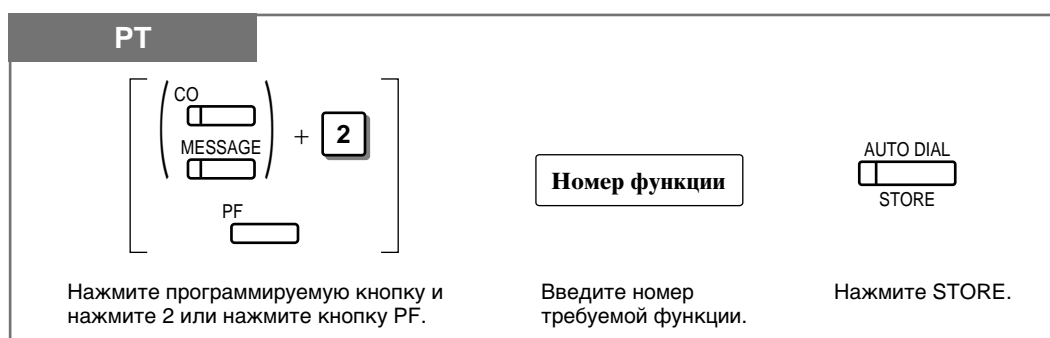 PT
CO
MESSAGE
+ 2
PF
Номер функции
AUTO DIAL
STORE
Нажмите программируемую кнопку и
нажмите 2 или нажмите кнопку PF.
Введите номер
требуемой функции.
Нажмите STORE.